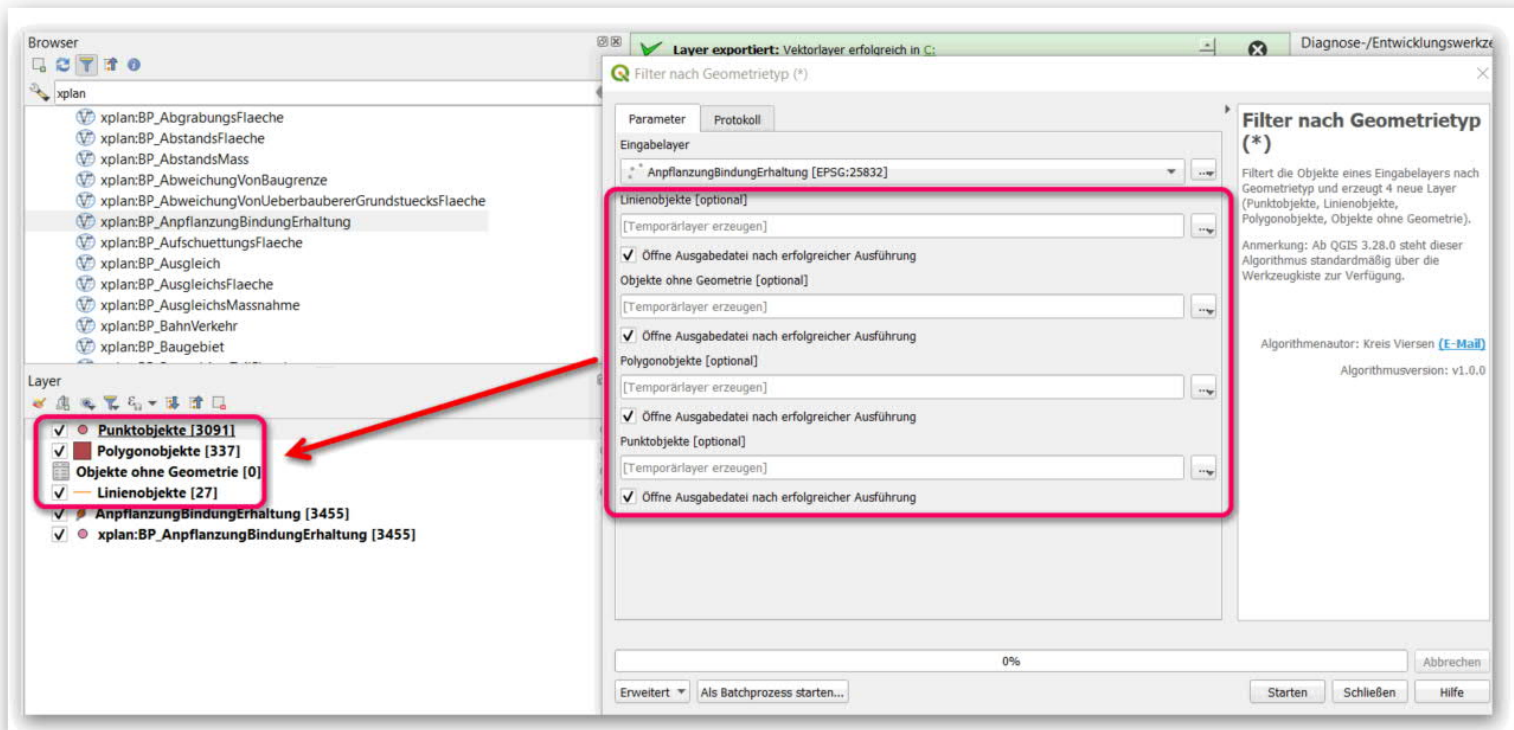 Browser
xplan
xplan:BP_AbgrabungsFlaeche
xplan:BP_AbstandsFlaeche
xplan:BP_AbstandsMass
xplan:BP_AbweichungVonBaugrenze
xplan:BP_AbweichungVonUeberbaubererGrundstuecksFlaeche
xplan:BP_AnpflanzungBindungErhaltung
xplan:BP_AufschuettungsFlaeche
xplan:BP_Ausgleich
xplan:BP_AusgleichsFlaeche
xplan:BP_AusgleichsMassnahme
xplan:BP_BahnVerkehr
xplan:BP_Baugebiet
Layer
Punktobjekte [3091]
Polygonobjekte [337]
Objekte ohne Geometrie [0]
Linienobjekte [27]
AnpflanzungBindungErhaltung [3455]
xplan:BP_AnpflanzungBindungErhaltung [3455]
Layer exportiert: Vektorlayer erfolgreich in C:
Diagnose-/Entwicklungswerkze
Filter nach Geometrietyp (*)
Parameter
Protokoll
Eingabelayer
AnpflanzungBindungErhaltung [EPSG:25832]
Linienobjekte [optional]
[Temporärlayer erzeugen]
Öffne Ausgabedatei nach erfolgreicher Ausführung
Objekte ohne Geometrie [optional]
[Temporärlayer erzeugen]
Öffne Ausgabedatei nach erfolgreicher Ausführung
Polygonobjekte [optional]
[Temporärlayer erzeugen]
Öffne Ausgabedatei nach erfolgreicher Ausführung
Punktobjekte [optional]
[Temporärlayer erzeugen]
Öffne Ausgabedatei nach erfolgreicher Ausführung
Filter nach Geometrietyp
(*)
Filtert die Objekte eines Eingabelayers nach
Geometrietyp und erzeugt 4 neue Layer
(Punktobjekte, Linienobjekte,
Polygonobjekte, Objekte ohne Geometrie).
Anmerkung: Ab QGIS 3.28.0 steht dieser
Algorithmus standardmäßig über die
Werkzeugkiste zur Verfügung.
Algorithmenautor: Kreis Viersen (E-Mail)
Algorithmusversion: v1.0.0
0%
Abbrechen
Erweitert
Als Batchprozess starten...
Starten
Schließen
Hilfe